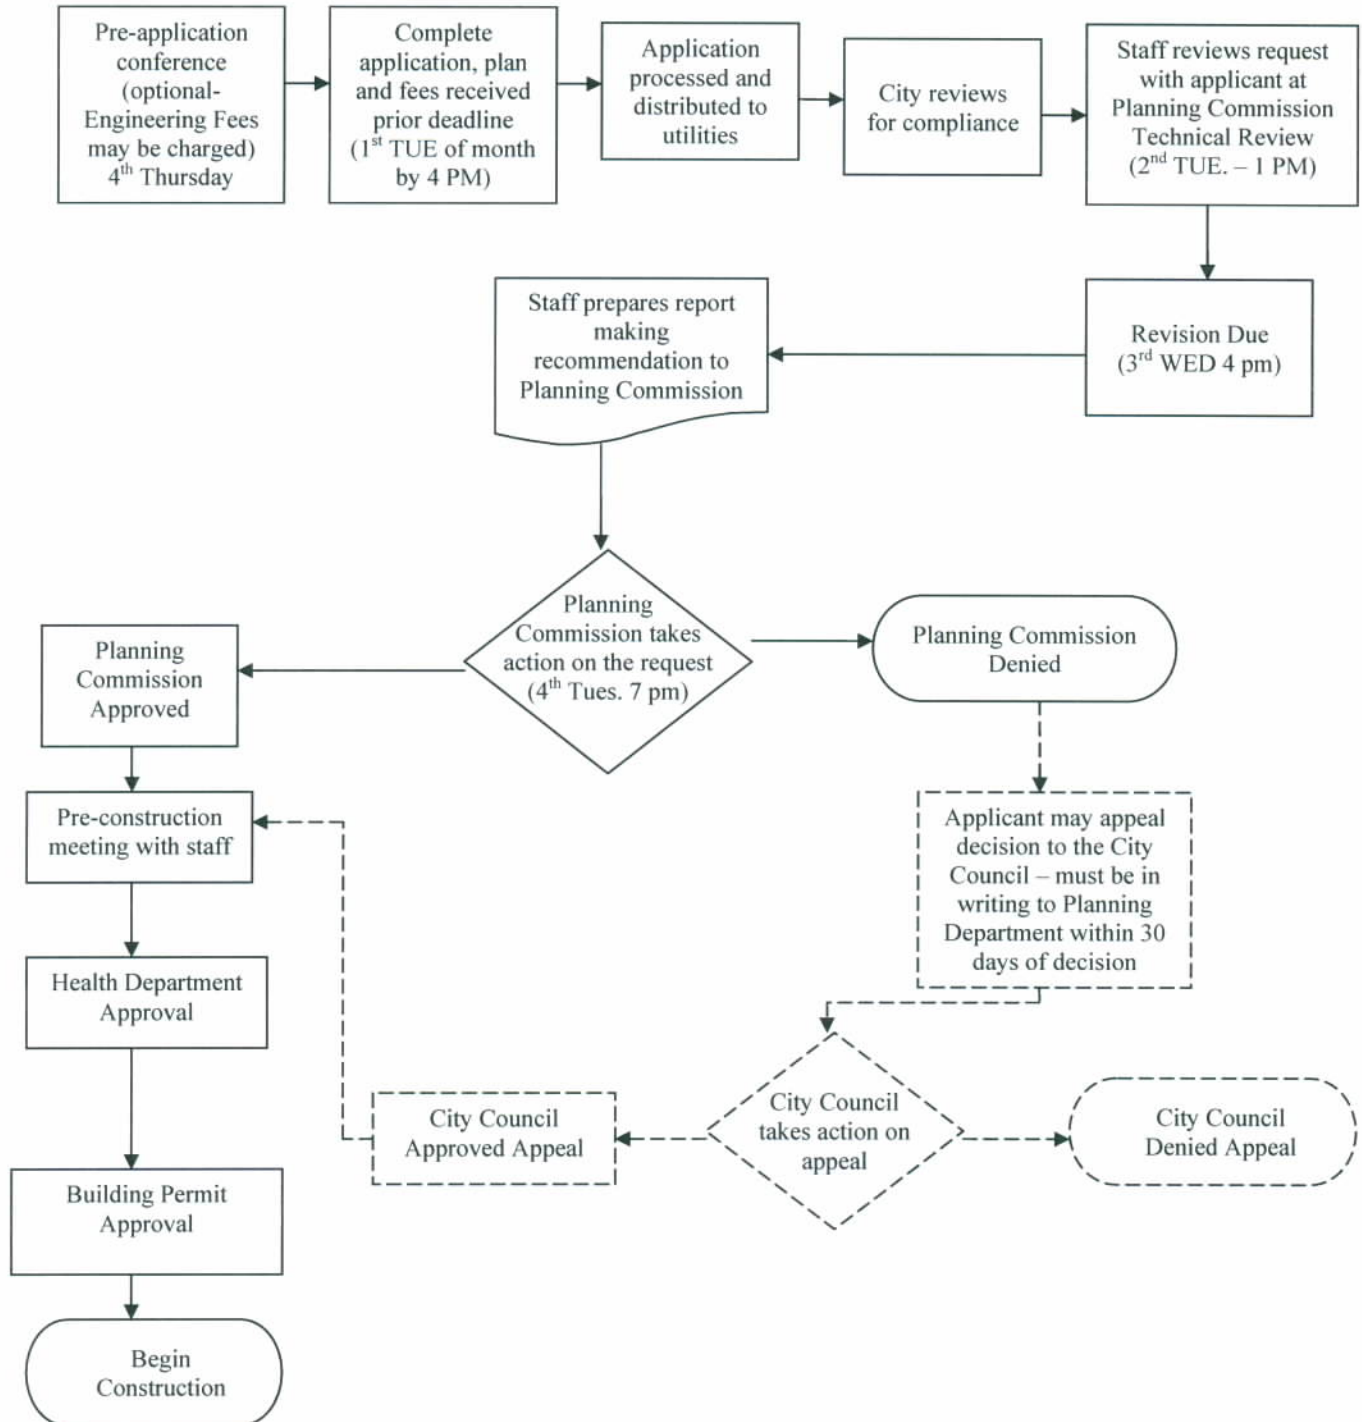 Pre-application
conference
(optional-
Engineering Fees
may be charged)
4th Thursday
Complete
application, plan
and fees received
prior deadline
(1st TUE of month
by 4 PM)
Application
processed and
distributed to
utilities
City reviews
for compliance
Staff reviews request
with applicant at
Planning Commission
Technical Review
(2nd TUE. – 1 PM)
Revision Due
(3rd WED 4 pm)
Staff prepares report
making
recommendation to
Planning Commission
Planning
Commission takes
action on the request
(4th Tues. 7 pm)
Planning Commission
Denied
Planning
Commission
Approved
Pre-construction
meeting with staff
Applicant may appeal
decision to the City
Council – must be in
writing to Planning
Department within 30
days of decision
Health Department
Approval
City Council
takes action on
appeal
City Council
Approved Appeal
City Council
Denied Appeal
Building Permit
Approval
Begin
Construction